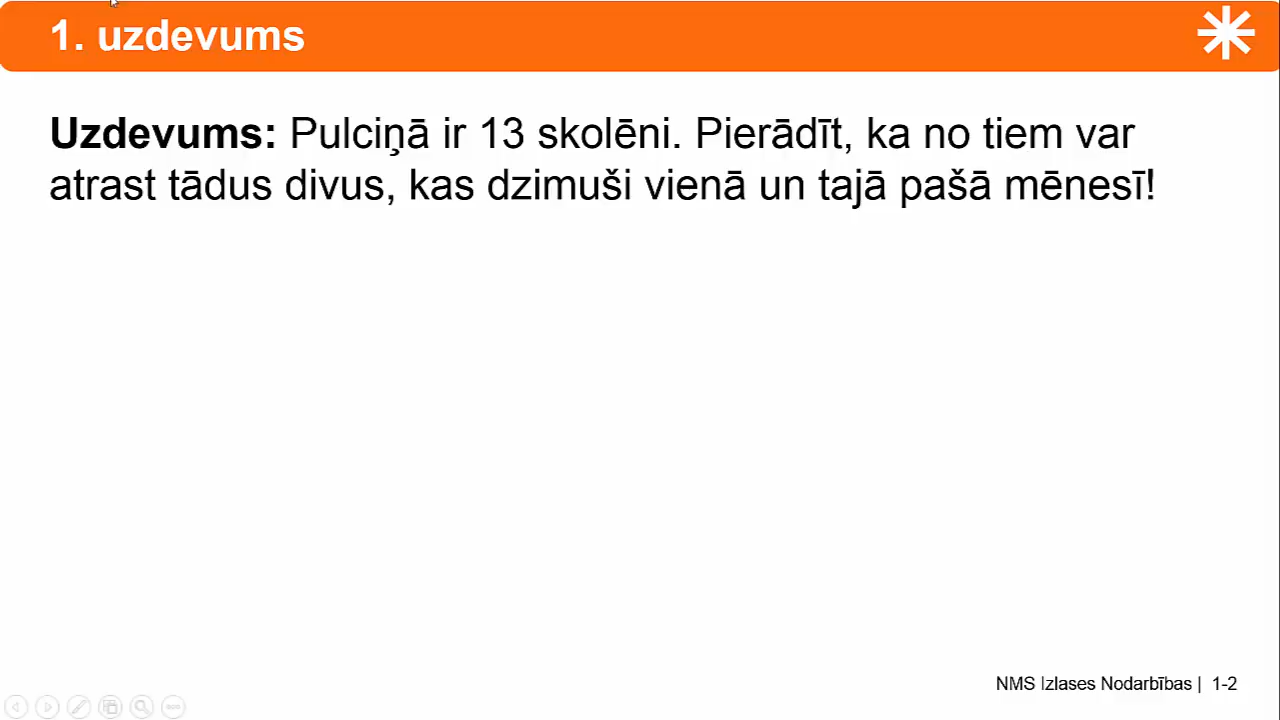 1. uzdevums
Uzdevums: Pulciņā ir 13 skolēni. Pierādīt, ka no tiem var
atrast tādus divus, kas dzimuši vienā un tajā pašā mēnesī!
NMS Izlases Nodarbības | 1-2